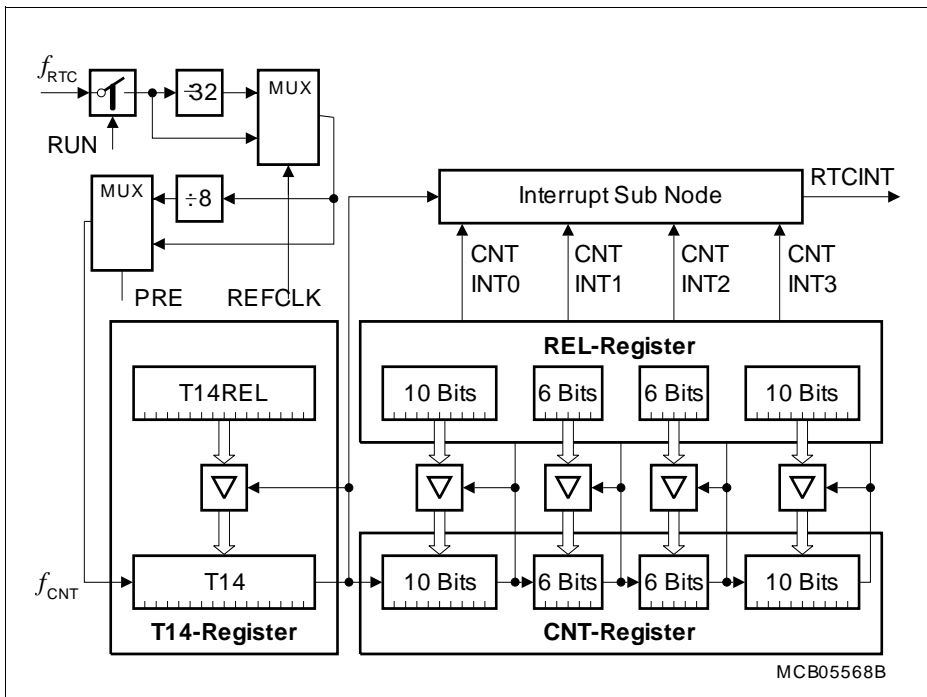 fRTC
÷32
MUX
RUN
MUX
÷8
Interrupt Sub Node
RTCINT
CNT INT0
CNT INT1
CNT INT2
CNT INT3
PRE
REFCLK
REL-Register
T14REL
10 Bits
6 Bits
6 Bits
10 Bits
fCNT
T14
10 Bits
6 Bits
6 Bits
10 Bits
T14-Register
CNT-Register
MCB05568B